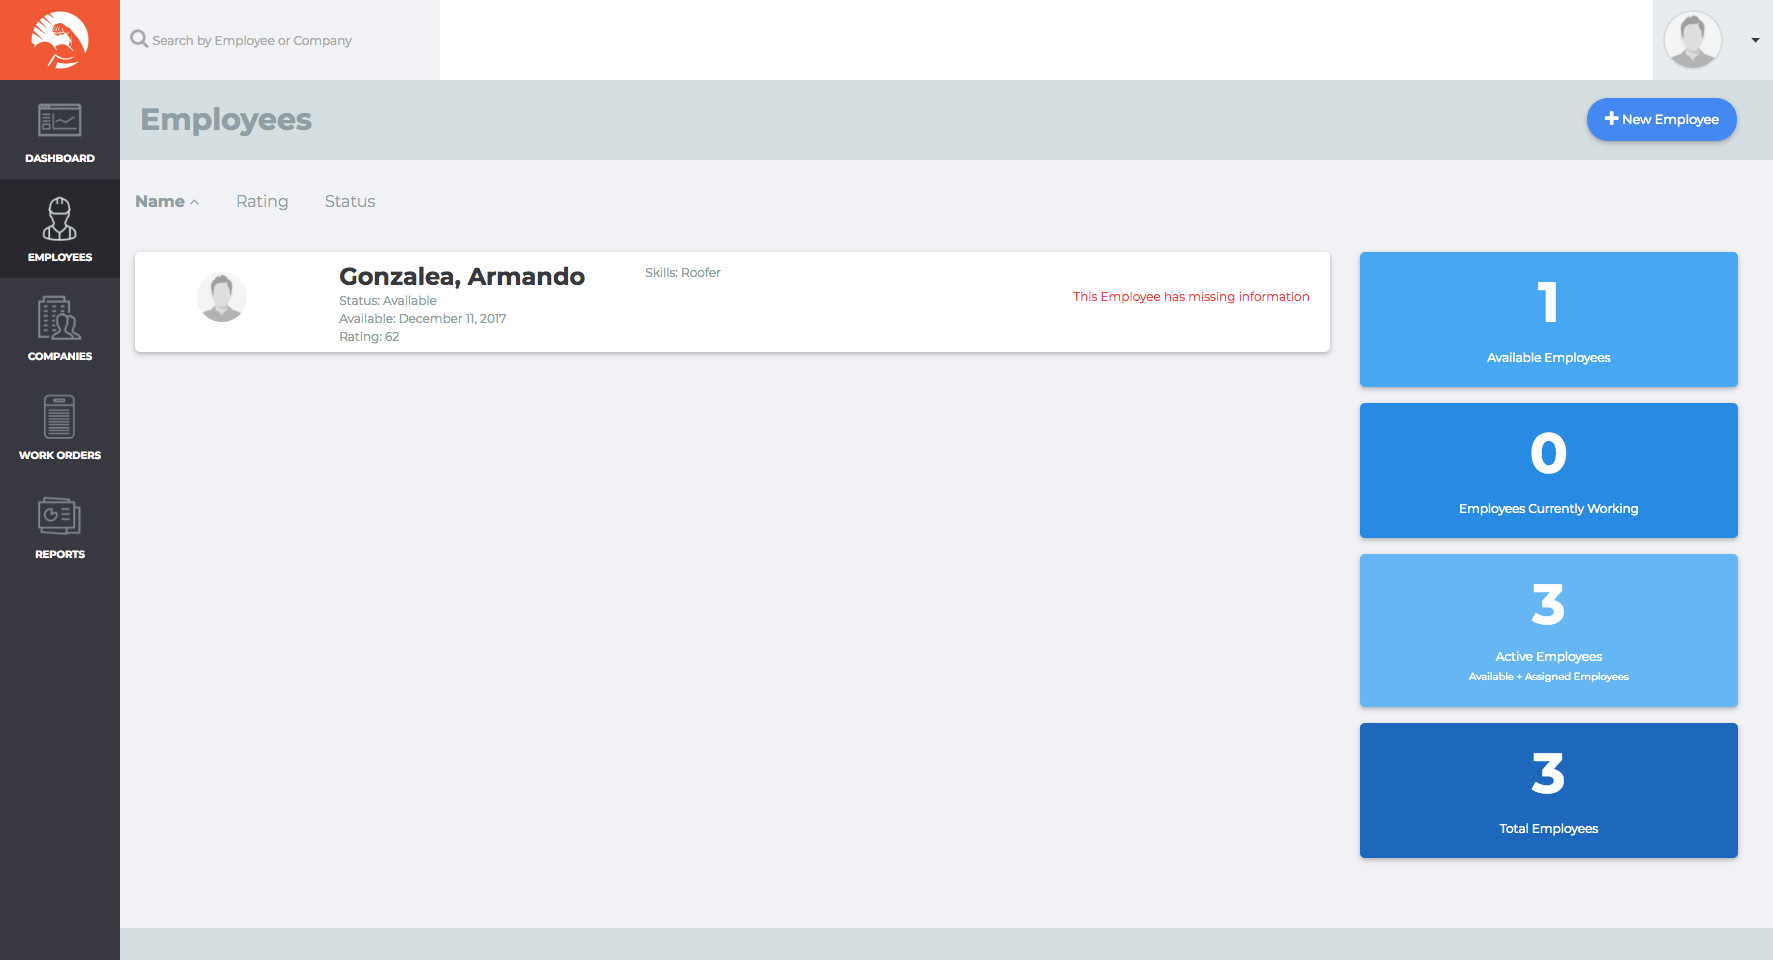 Search by Employee or Company
DASHBOARD
EMPLOYEES
COMPANIES
WORK ORDERS
REPORTS
Employees
New Employee
Name
Rating
Status
Gonzalea, Armando
Status: Available
Available: December 11, 2017
Rating: 62
Skills: Roofer
This Employee has missing information
1
Available Employees
0
Employees Currently Working
3
Active Employees
Available + Assigned Employees
3
Total Employees